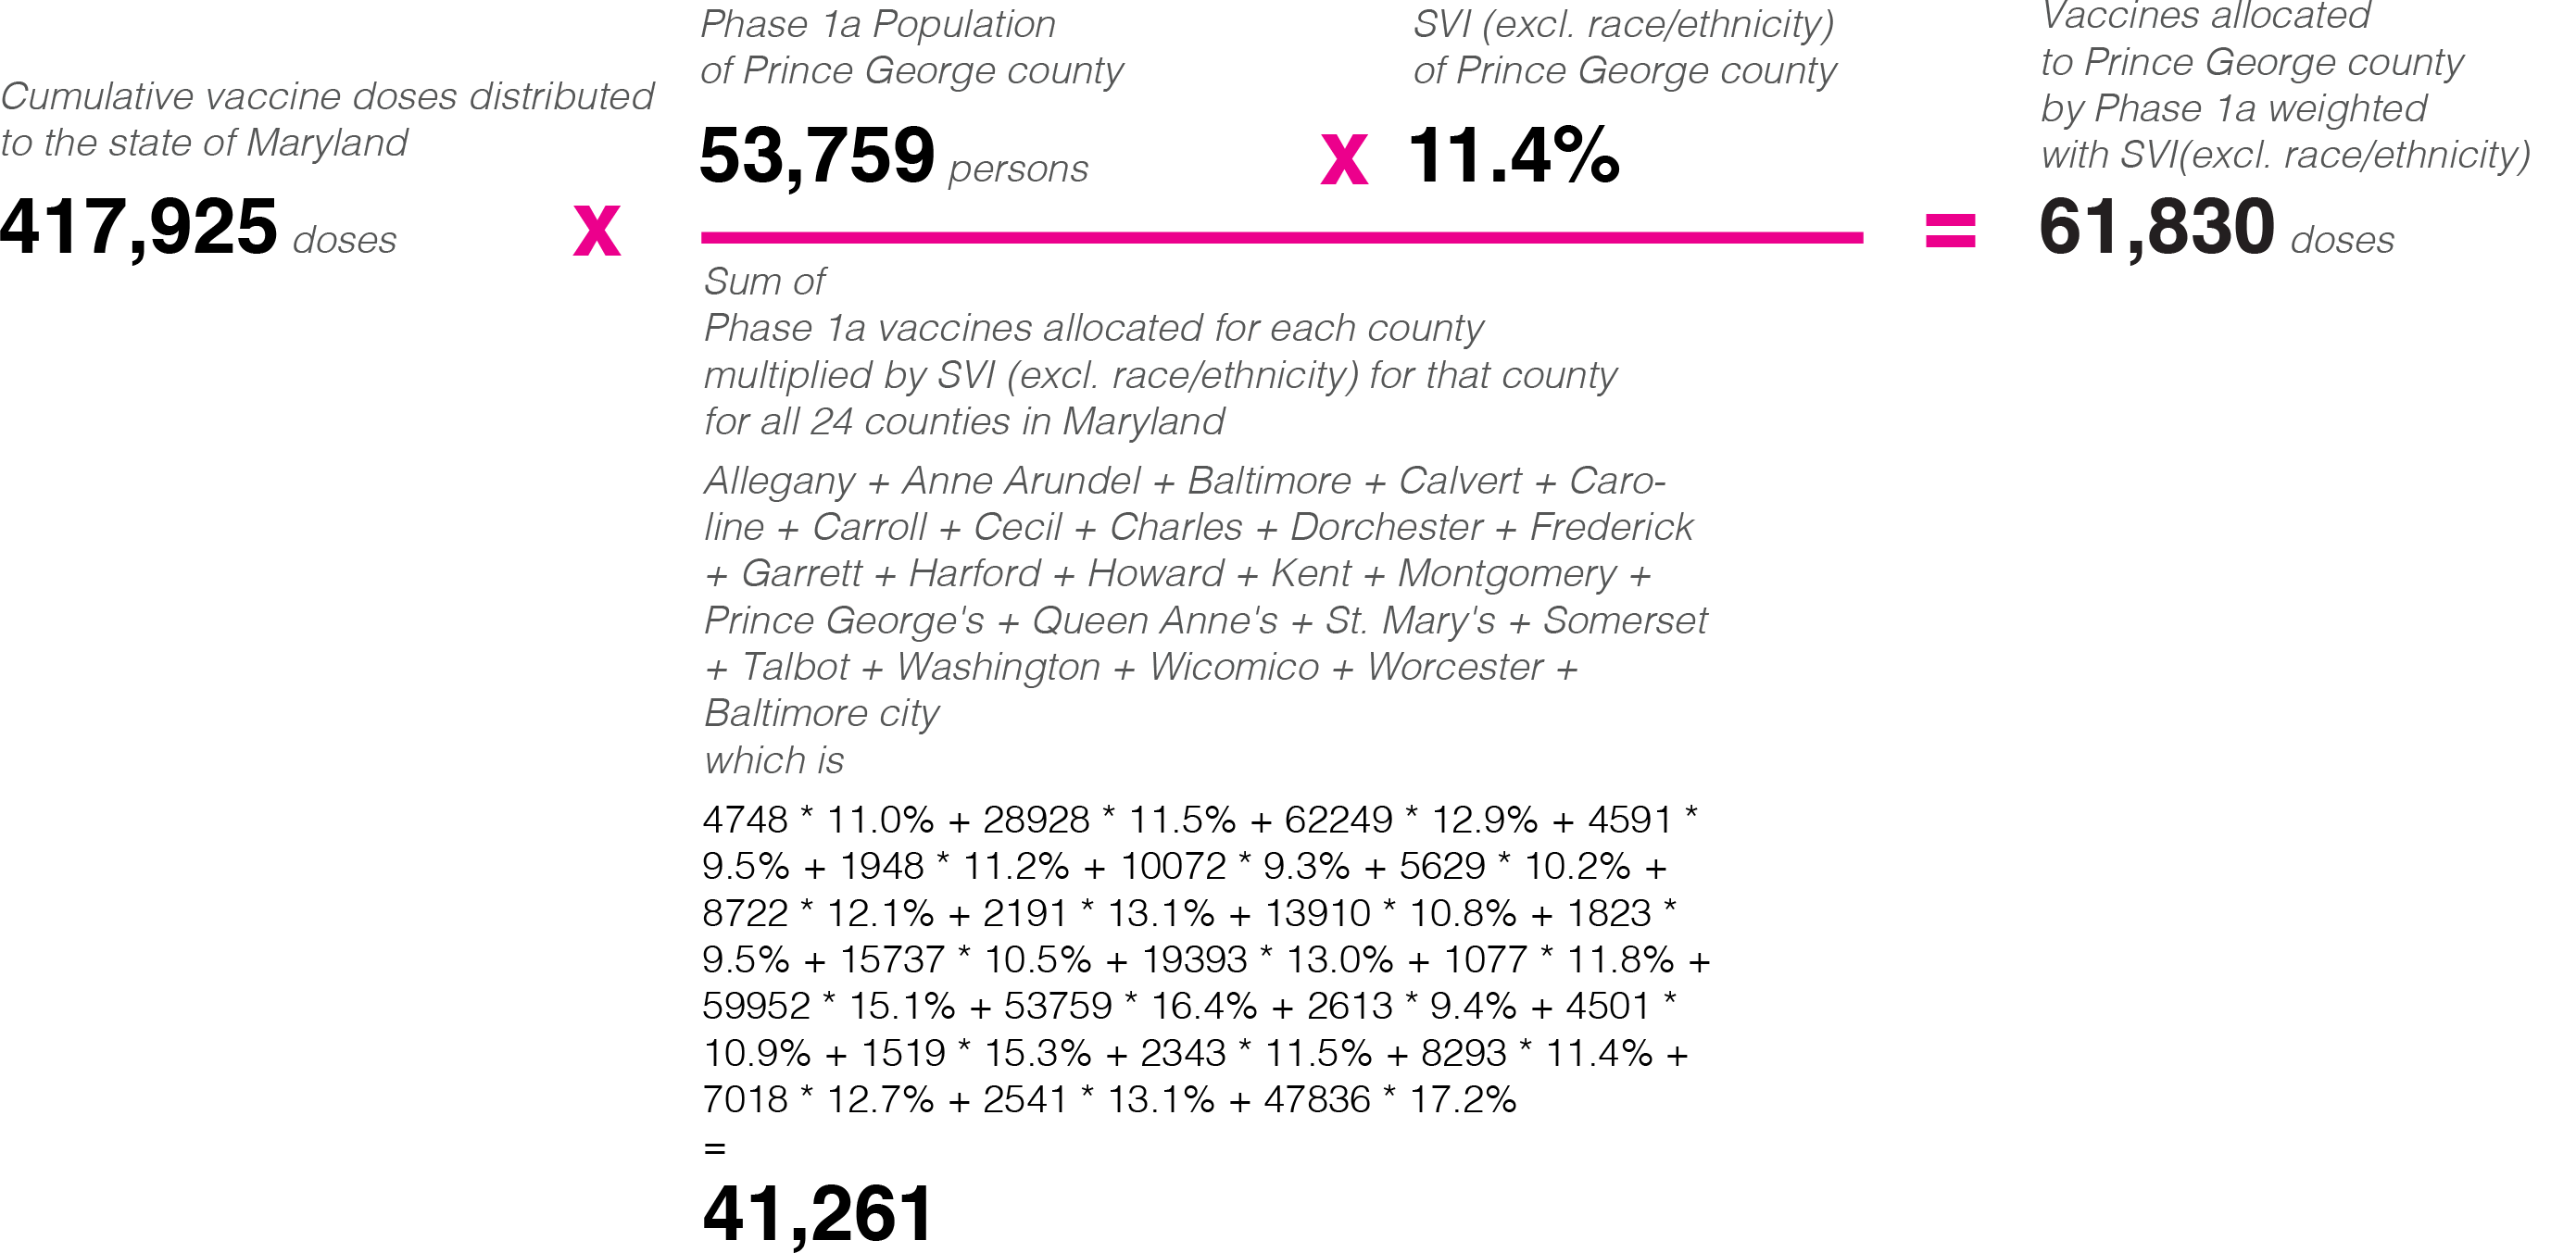 Cumulative vaccine doses distributed
to the state of Maryland
417,925 doses
x
Phase 1a Population
of Prince George county
53,759 persons
x
SVI (excl. race/ethnicity)
of Prince George county
11.4%
Sum of
Phase 1a vaccines allocated for each county
multiplied by SVI (excl. race/ethnicity) for that county
for all 24 counties in Maryland
Allegany + Anne Arundel + Baltimore + Calvert + Caro-
line + Carroll + Cecil + Charles + Dorchester + Frederick
+ Garrett + Harford + Howard + Kent + Montgomery +
Prince George's + Queen Anne's + St. Mary's + Somerset
+ Talbot + Washington + Wicomico + Worcester +
Baltimore city
which is
4748 * 11.0% + 28928 * 11.5% + 62249 * 12.9% + 4591 *
9.5% + 1948 * 11.2% + 10072 * 9.3% + 5629 * 10.2% +
8722 * 12.1% + 2191 * 13.1% + 13910 * 10.8% + 1823 *
9.5% + 15737 * 10.5% + 19393 * 13.0% + 1077 * 11.8% +
59952 * 15.1% + 53759 * 16.4% + 2613 * 9.4% + 4501 *
10.9% + 1519 * 15.3% + 2343 * 11.5% + 8293 * 11.4% +
7018 * 12.7% + 2541 * 13.1% + 47836 * 17.2%
=
41,261
=
Vaccines allocated
to Prince George county
by Phase 1a weighted
with SVI(excl. race/ethnicity)
61,830 doses